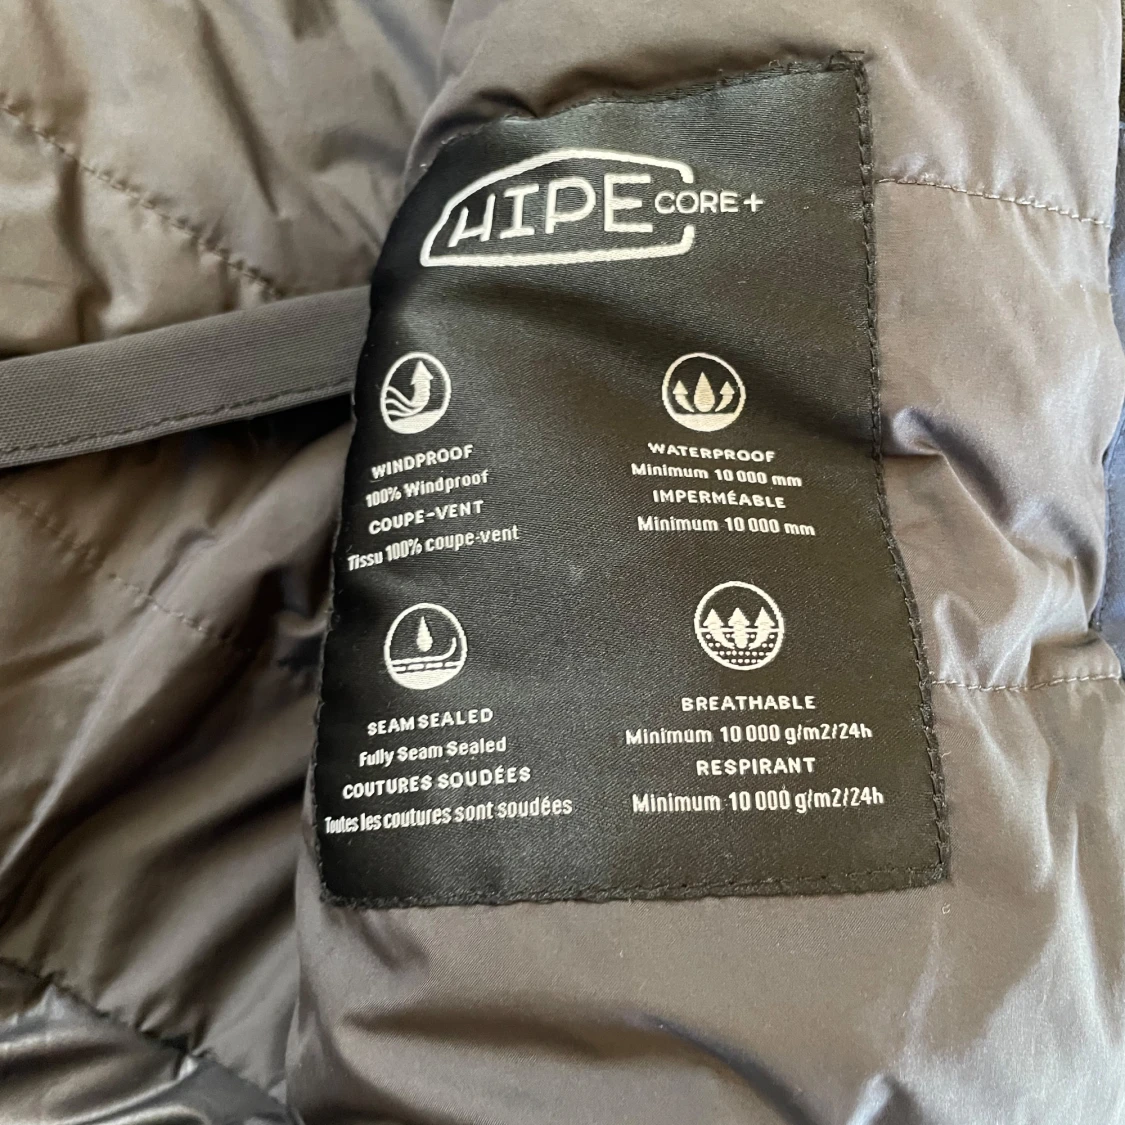 HIPE CORE+
WINDPROOF
100% Windproof
COUPE-VENT
Tissu 100% coupe-vent
WATERPROOF
Minimum 10 000 mm
IMPERMÉABLE
Minimum 10 000 mm
SEAM SEALED
Fully Seam Sealed
COUTURES SOUDÉES
Toutes les coutures sont soudées
BREATHABLE
Minimum 10 000 g/m2/24h
RESPIRANT
Minimum 10 000 g/m2/24h